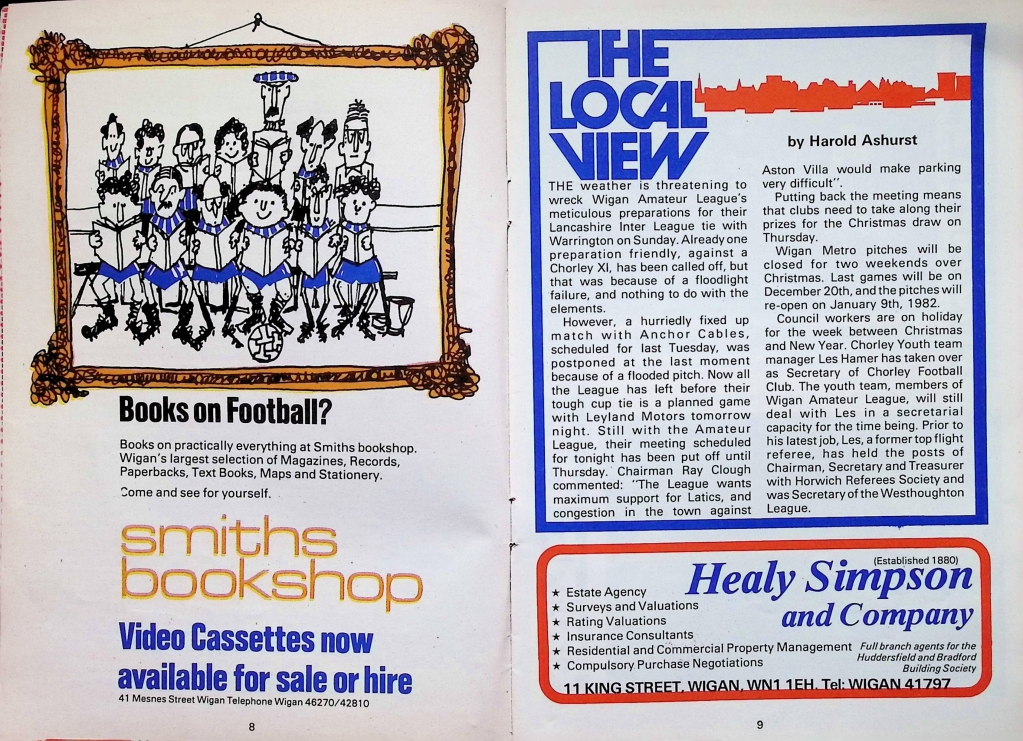 Books on Football?
Books on practically everything at Smiths bookshop.
Wigan's largest selection of Magazines, Records,
Paperbacks, Text Books, Maps and Stationery.
Come and see for yourself.
smiths
bookshop
Video Cassettes now
available for sale or hire
41 Mesnes Street Wigan Telephone Wigan 46270/42810
8
THE
LOCAL
VIEW
by Harold Ashurst
THE weather is threatening to
wreck Wigan Amateur League's
meticulous preparations for their
Lancashire Inter League tie with
Warrington on Sunday. Already one
preparation friendly, against a
Chorley XI, has been called off, but
that was because of a floodlight
failure, and nothing to do with the
elements.
However, a hurriedly fixed up
match with Anchor Cables,
scheduled for last Tuesday, was
postponed at the last moment
because of a flooded pitch. Now all
the League has left before their
tough cup tie is a planned game
with Leyland Motors tomorrow
night. Still with the Amateur
League, their meeting scheduled
for tonight has been put off until
Thursday. Chairman Ray Clough
commented: "The League wants
maximum support for Latics, and
congestion in the town against
Aston Villa would make parking
very difficult".
Putting back the meeting means
that clubs need to take along their
prizes for the Christmas draw on
Thursday.
Wigan Metro pitches will be
closed for two weekends over
Christmas. Last games will be on
December 20th, and the pitches will
re-open on January 9th, 1982.
Council workers are on holiday
for the week between Christmas
and New Year. Chorley Youth team
manager Les Hamer has taken over
as Secretary of Chorley Football
Club. The youth team, members of
Wigan Amateur League, will still
deal with Les in a secretarial
capacity for the time being. Prior to
his latest job, Les, a former top flight
referee, has held the posts of
Chairman, Secretary and Treasurer
with Horwich Referees Society and
was Secretary of the Westhoughton
League.
(Established 1880)
Healy Simpson
and Company
★ Estate Agency
★ Surveys and Valuations
★ Rating Valuations
★ Insurance Consultants
★ Residential and Commercial Property Management
★ Compulsory Purchase Negotiations
Full branch agents for the
Huddersfield and Bradford
Building Society
11 KING STREET, WIGAN, WN1 1EH. Tel: WIGAN 41797
9